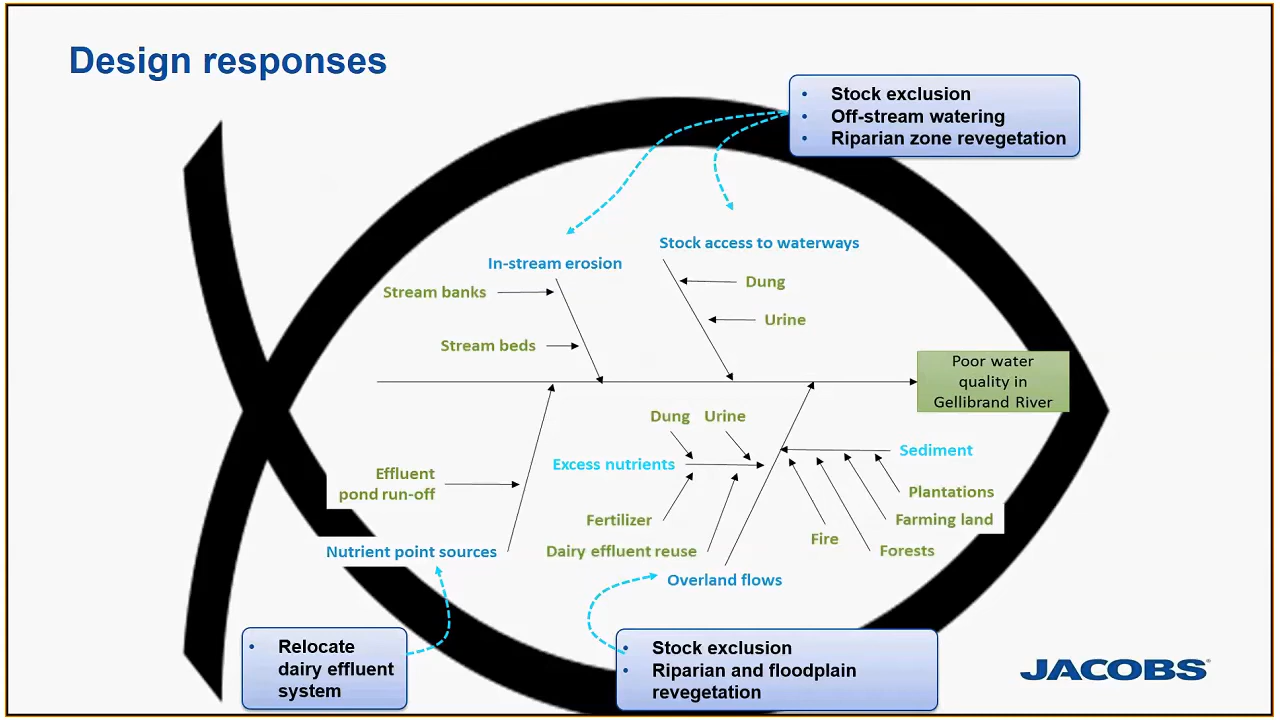 Design responses
• Stock exclusion
• Off-stream watering
• Riparian zone revegetation
Stock access to waterways
In-stream erosion
Dung
Stream banks
Urine
Stream beds
Poor water
quality in
Gellibrand River
Dung Urine
Sediment
Excess nutrients
Effluent
pond run-off
Plantations
Fertilizer
Farming land
Fire
Forests
Nutrient point sources
Dairy effluent reuse
Overland flows
• Relocate
dairy effluent
system
• Stock exclusion
• Riparian and floodplain
revegetation
JACOBS